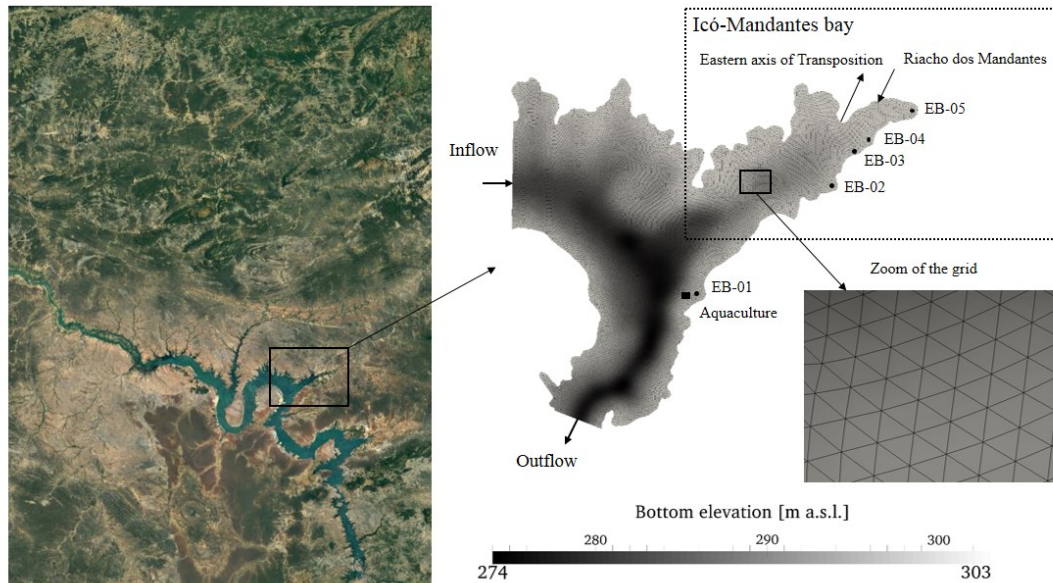 Icó-Mandantes bay
Eastern axis of Transposition
Riacho dos Mandantes
EB-05
EB-04
EB-03
EB-02
Inflow
Zoom of the grid
EB-01
Aquaculture
Outflow
Bottom elevation [m a.s.l.]
280 290 300
274 303